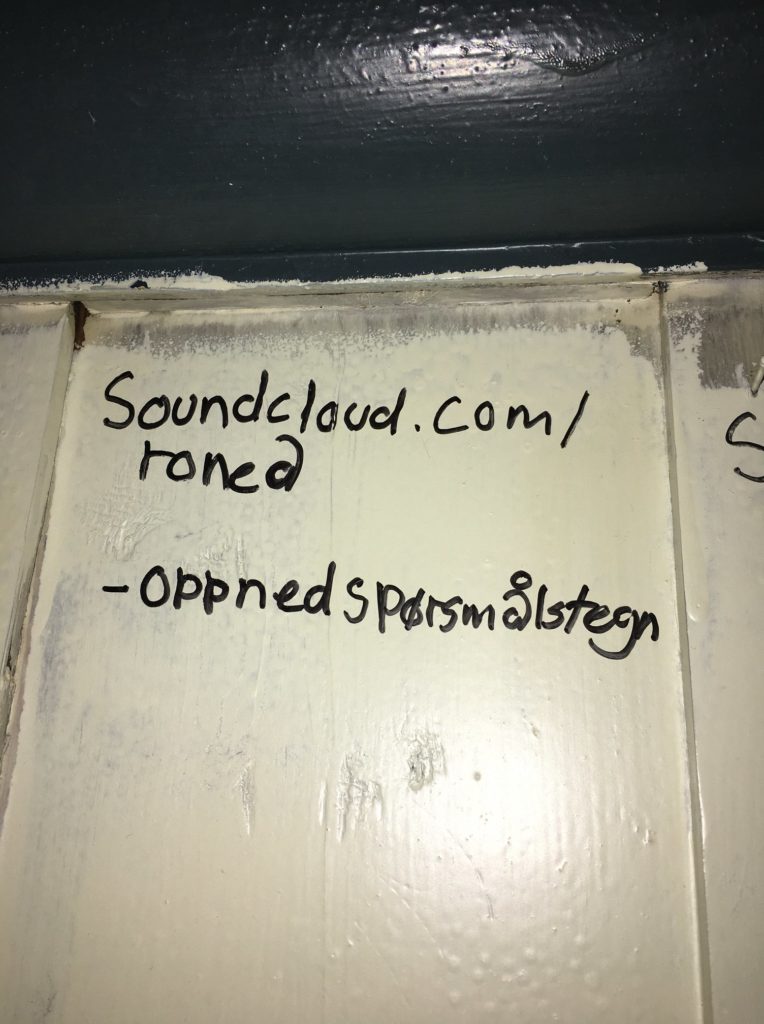 Soundcloud.com/
roned
-oppnedspørsmålstegn
S